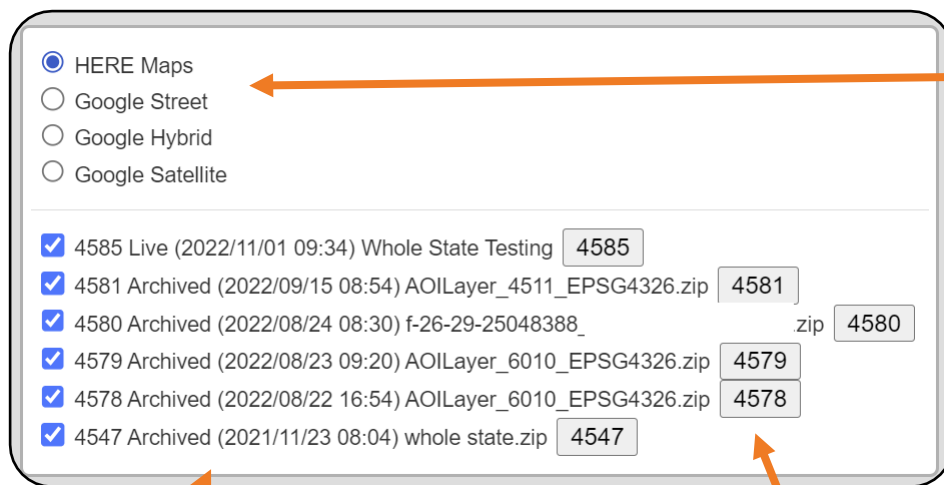 HERE Maps
Google Street
Google Hybrid
Google Satellite
4585 Live (2022/11/01 09:34) Whole State Testing 4585
4581 Archived (2022/09/15 08:54) AOILayer_4511_EPSG4326.zip 4581
4580 Archived (2022/08/24 08:30) f-26-29-25048388_ .zip 4580
4579 Archived (2022/08/23 09:20) AOILayer_6010_EPSG4326.zip 4579
4578 Archived (2022/08/22 16:54) AOILayer_6010_EPSG4326.zip 4578
4547 Archived (2021/11/23 08:04) whole state.zip 4547